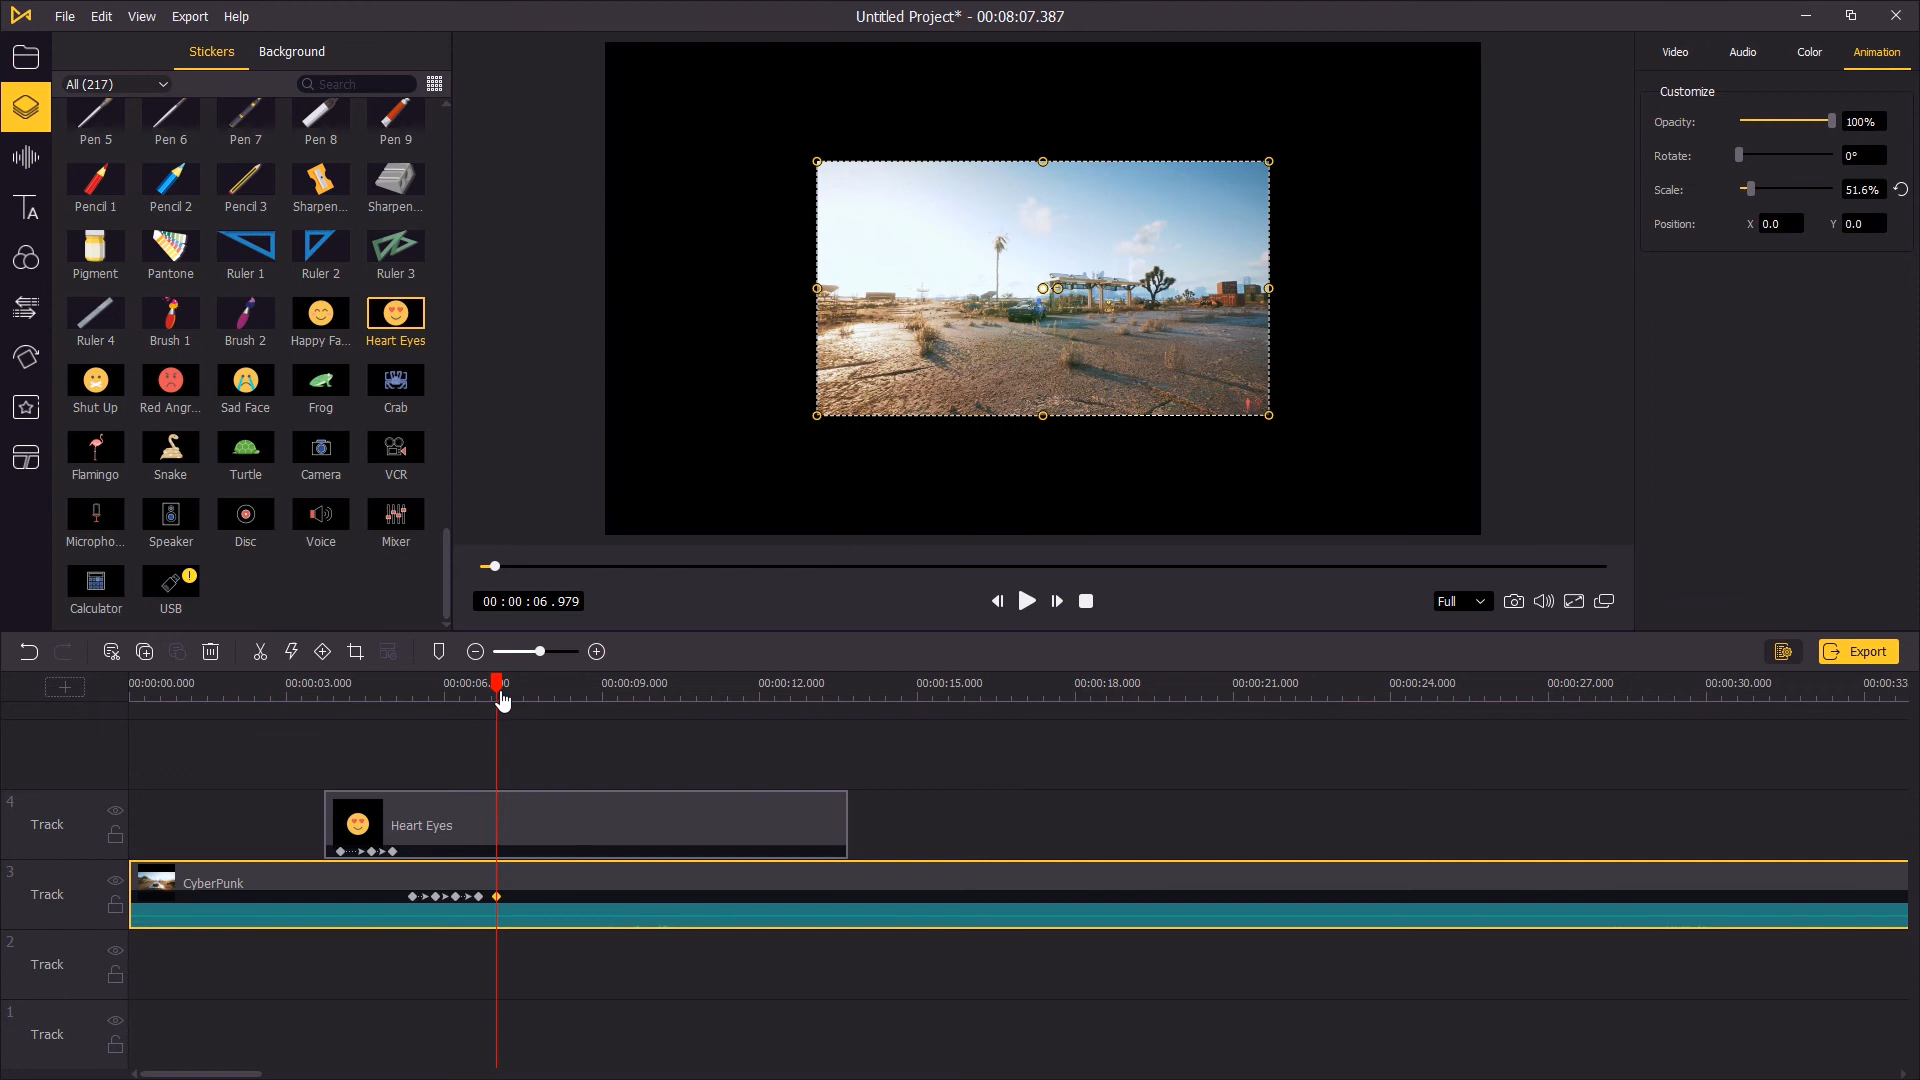 File Edit View Export Help
Untitled Project* - 00:08:07.387
Stickers Background
Video Audio Color Animation
All (217) Search
Customize
Opacity: 100%
Rotate: 0°
Scale: 51.6%
Position: X 0.0 Y 0.0
Pen 5 Pen 6 Pen 7 Pen 8 Pen 9
Pencil 1 Pencil 2 Pencil 3 Sharpen... Sharpen...
Pigment Pantone Ruler 1 Ruler 2 Ruler 3
Ruler 4 Brush 1 Brush 2 Happy Fa... Heart Eyes
Shut Up Red Angr... Sad Face Frog Crab
Flamingo Snake Turtle Camera VCR
Micropho... Speaker Disc Voice Mixer
Calculator USB
00:00:06.979
Full
Export
00:00:00.000 00:00:03.000 00:00:09.000 00:00:12.000 00:00:15.000 00:00:18.000 00:00:21.000 00:00:24.000 00:00:27.000 00:00:30.000 00:00:33
4
Track
Heart Eyes
3
Track
CyberPunk
2
Track
1
Track